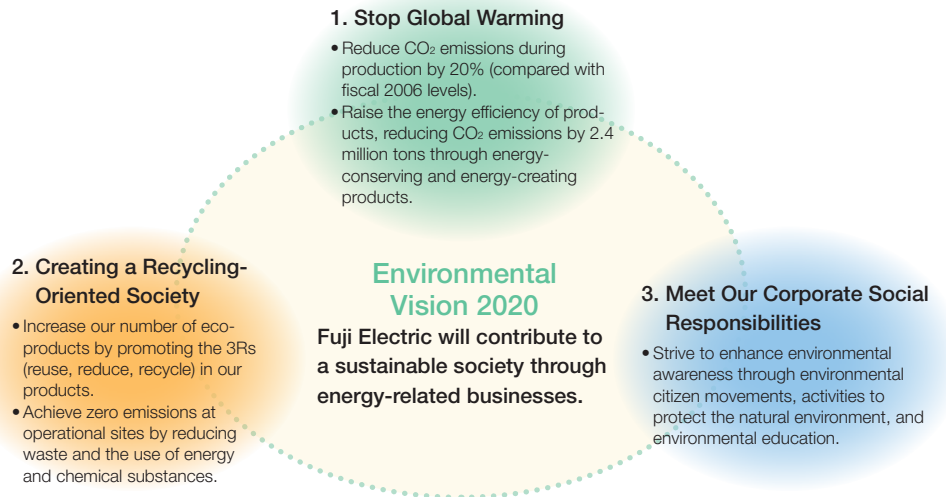 1. Stop Global Warming
• Reduce CO₂ emissions during
production by 20% (compared with
fiscal 2006 levels).
• Raise the energy efficiency of prod-
ucts, reducing CO₂ emissions by 2.4
million tons through energy-
conserving and energy-creating
products.
2. Creating a Recycling-
Oriented Society
• Increase our number of eco-
products by promoting the 3Rs
(reuse, reduce, recycle) in our
products.
• Achieve zero emissions at
operational sites by reducing
waste and the use of energy
and chemical substances.
Environmental
Vision 2020
Fuji Electric will contribute to
a sustainable society through
energy-related businesses.
3. Meet Our Corporate Social
Responsibilities
• Strive to enhance environmental
awareness through environmental
citizen movements, activities to
protect the natural environment, and
environmental education.